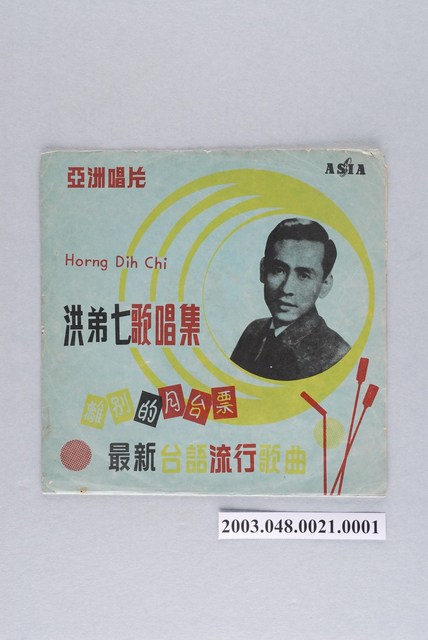 亞洲唱片
ASIA
Horng Dih Chi
洪弟七歌唱集
離別的月台票
最新台語流行歌曲
2003.048.0021.0001